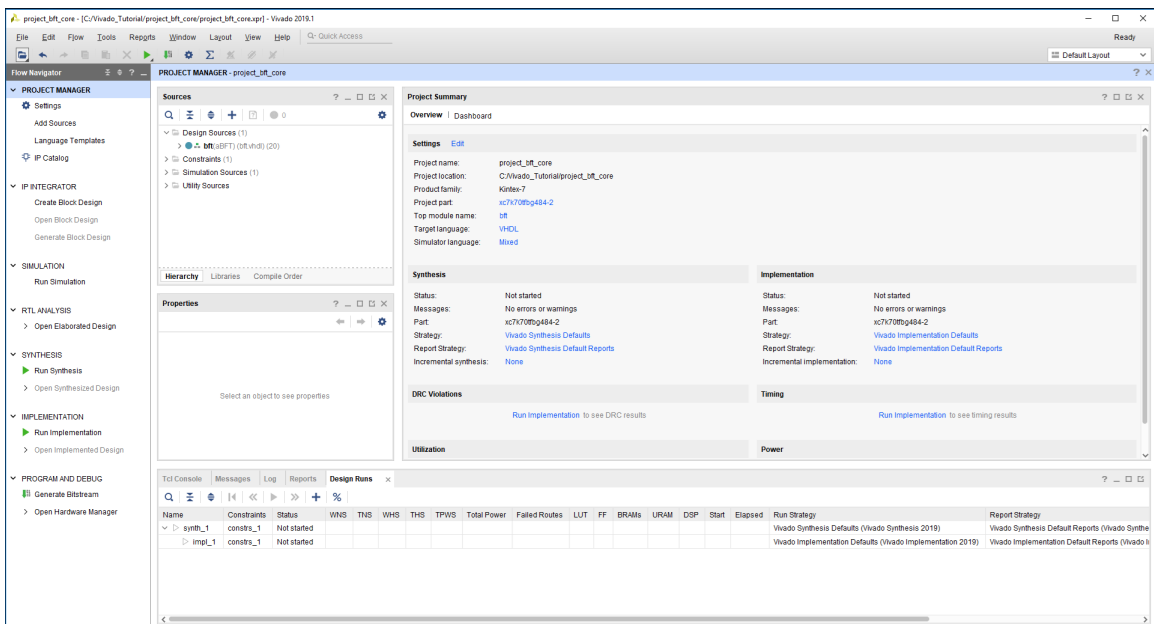 project_bft_core - [C:/Vivado_Tutorial/project_bft_core/project_bft_core.xpr] - Vivado 2019.1
File Edit Flow Tools Reports Window Layout View Help Quick Access Ready
Default Layout
Flow Navigator
PROJECT MANAGER
Settings
Add Sources
Language Templates
IP Catalog
IP INTEGRATOR
Create Block Design
Open Block Design
Generate Block Design
SIMULATION
Run Simulation
RTL ANALYSIS
Open Elaborated Design
SYNTHESIS
Run Synthesis
Open Synthesized Design
IMPLEMENTATION
Run Implementation
Open Implemented Design
PROGRAM AND DEBUG
Generate Bitstream
Open Hardware Manager
PROJECT MANAGER - project_bft_core
Sources
0
Design Sources (1)
bft(aBFT) (bft.vhdl) (20)
Constraints (1)
Simulation Sources (1)
Utility Sources
Hierarchy Libraries Compile Order
Properties
Select an object to see properties
Project Summary
Overview | Dashboard
Settings Edit
Project name: project_bft_core
Project location: C:/Vivado_Tutorial/project_bft_core
Product family: Kintex-7
Project part: xc7k70tfbg484-2
Top module name: bft
Target language: VHDL
Simulator language: Mixed
Synthesis
Status: Not started
Messages: No errors or warnings
Part: xc7k70tfbg484-2
Strategy: Vivado Synthesis Defaults
Report Strategy: Vivado Synthesis Default Reports
Incremental synthesis: None
Implementation
Status: Not started
Messages: No errors or warnings
Part: xc7k70tfbg484-2
Strategy: Vivado Implementation Defaults
Report Strategy: Vivado Implementation Default Reports
Incremental implementation: None
DRC Violations
Run Implementation to see DRC results
Timing
Run Implementation to see timing results
Utilization
Power
Tcl Console Messages Log Reports Design Runs
Name Constraints Status WNS TNS WHS THS TPWS Total Power Failed Routes LUT FF BRAMs URAM DSP Start Elapsed Run Strategy Report Strategy
synth_1 constrs_1 Not started Vivado Synthesis Defaults (Vivado Synthesis 2019) Vivado Synthesis Default Reports (Vivado Synthe
impl_1 constrs_1 Not started Vivado Implementation Defaults (Vivado Implementation 2019) Vivado Implementation Default Reports (Vivado I